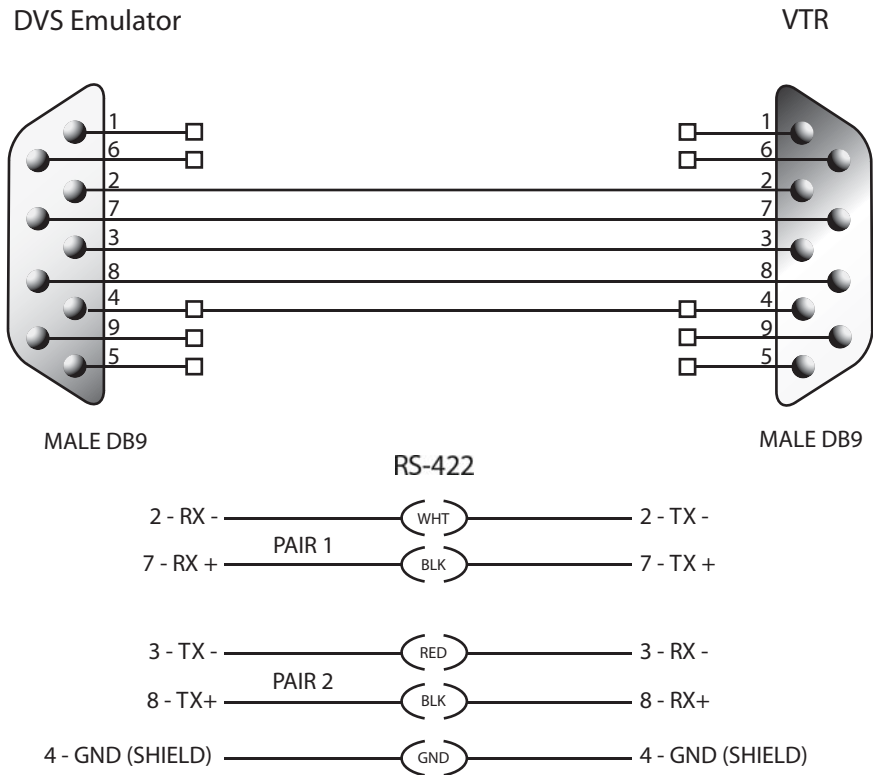 DVS Emulator VTR
1 1
6 6
2 2
7 7
3 3
8 8
4 4
9 9
5 5
MALE DB9 MALE DB9
RS-422
2 - RX - WHT 2 - TX -
PAIR 1
7 - RX + BLK 7 - TX +
3 - TX - RED 3 - RX -
PAIR 2
8 - TX+ BLK 8 - RX+
4 - GND (SHIELD) GND 4 - GND (SHIELD)